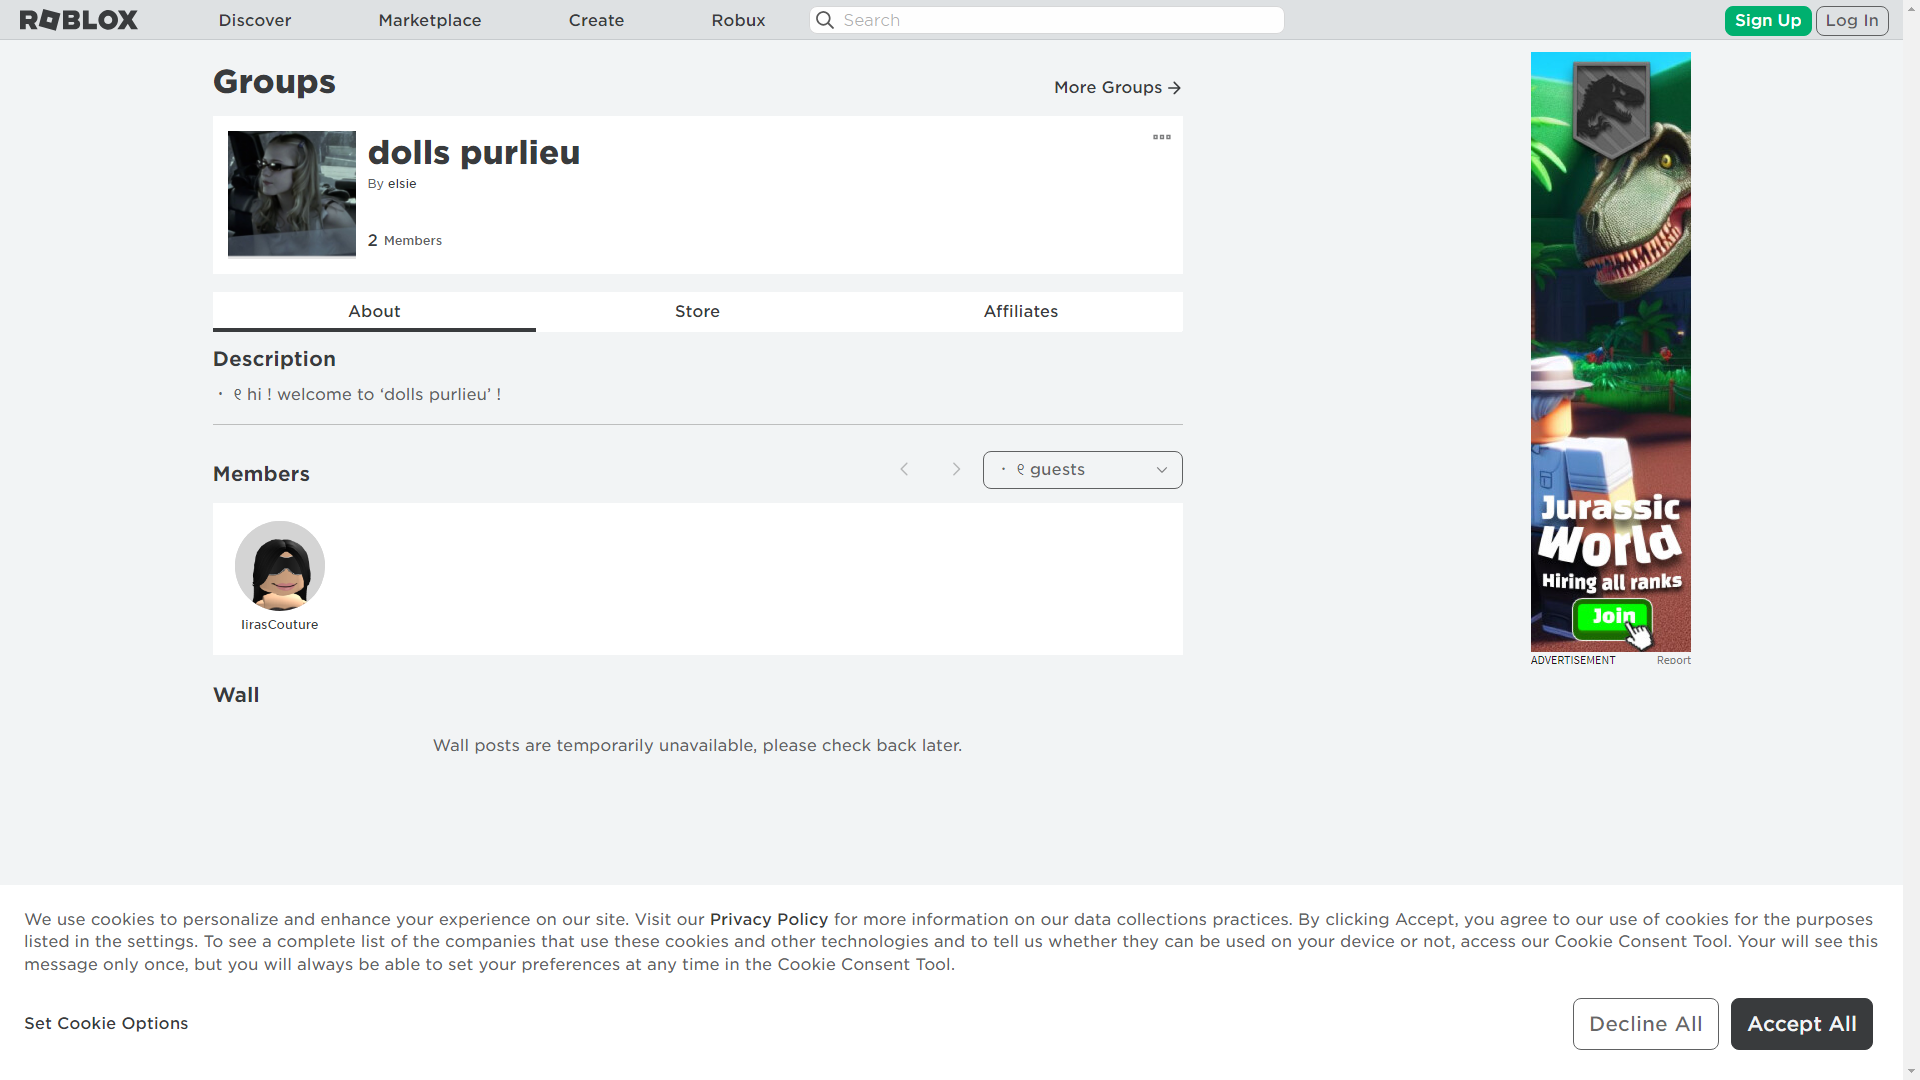 ROBLOX
Discover
Marketplace
Create
Robux
Search
Sign Up
Log In
Groups
More Groups
dolls purlieu
By elsie
2 Members
About
Store
Affiliates
Description
・ ୧ hi ! welcome to ‘dolls purlieu’ !
Members
・ ୧ guests
IirasCouture
Wall
Wall posts are temporarily unavailable, please check back later.
Jurassic
World
Hiring all ranks
Join
ADVERTISEMENT
Report
We use cookies to personalize and enhance your experience on our site. Visit our Privacy Policy for more information on our data collections practices. By clicking Accept, you agree to our use of cookies for the purposes
listed in the settings. To see a complete list of the companies that use these cookies and other technologies and to tell us whether they can be used on your device or not, access our Cookie Consent Tool. Your will see this
message only once, but you will always be able to set your preferences at any time in the Cookie Consent Tool.
Set Cookie Options
Decline All
Accept All